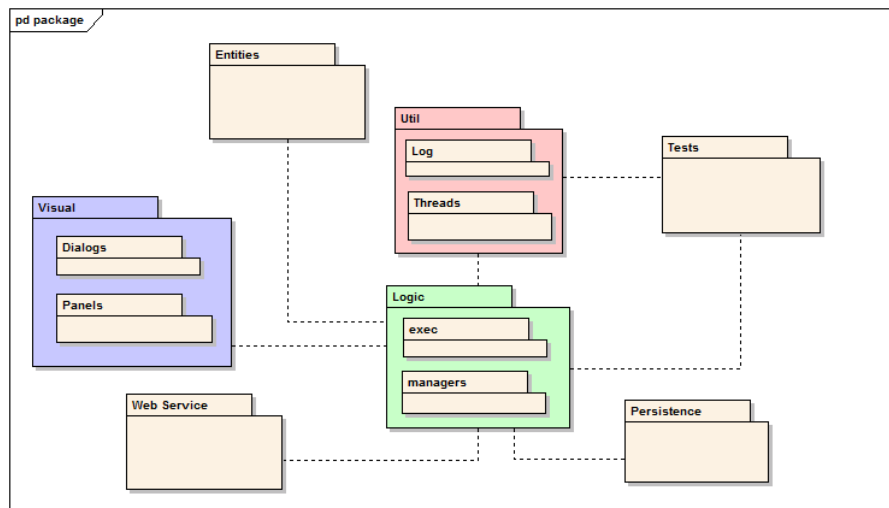 pd package
Entities
Util
Log
Threads
Tests
Visual
Dialogs
Panels
Logic
exec
managers
Web Service
Persistence